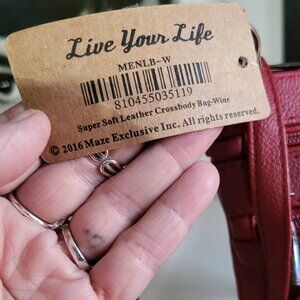 Live Your Life
MENLB-W
810455035119
Super Soft Leather Crossbody Bag-Wine
©2016 Maze Exclusive Inc. All rights reserved.